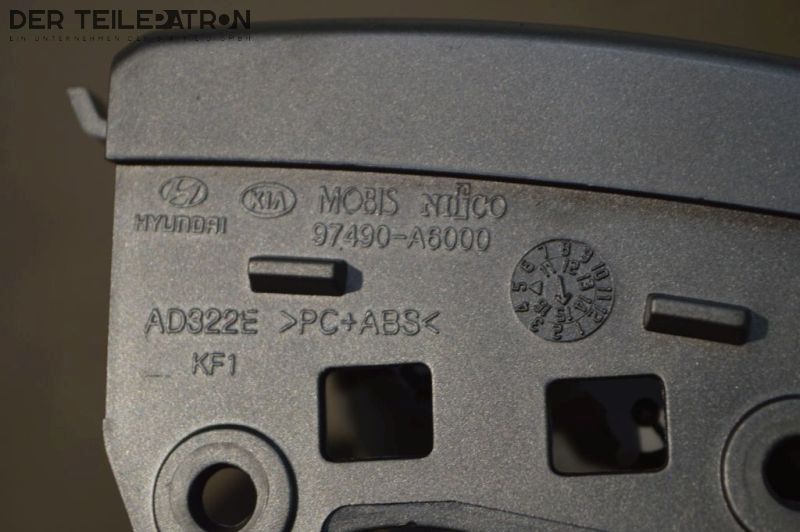 DER TEILEPATRON
HYUNDAI KIA MOBIS Nifco
97490-A6000
AD322E >PC+ABS<
KF1